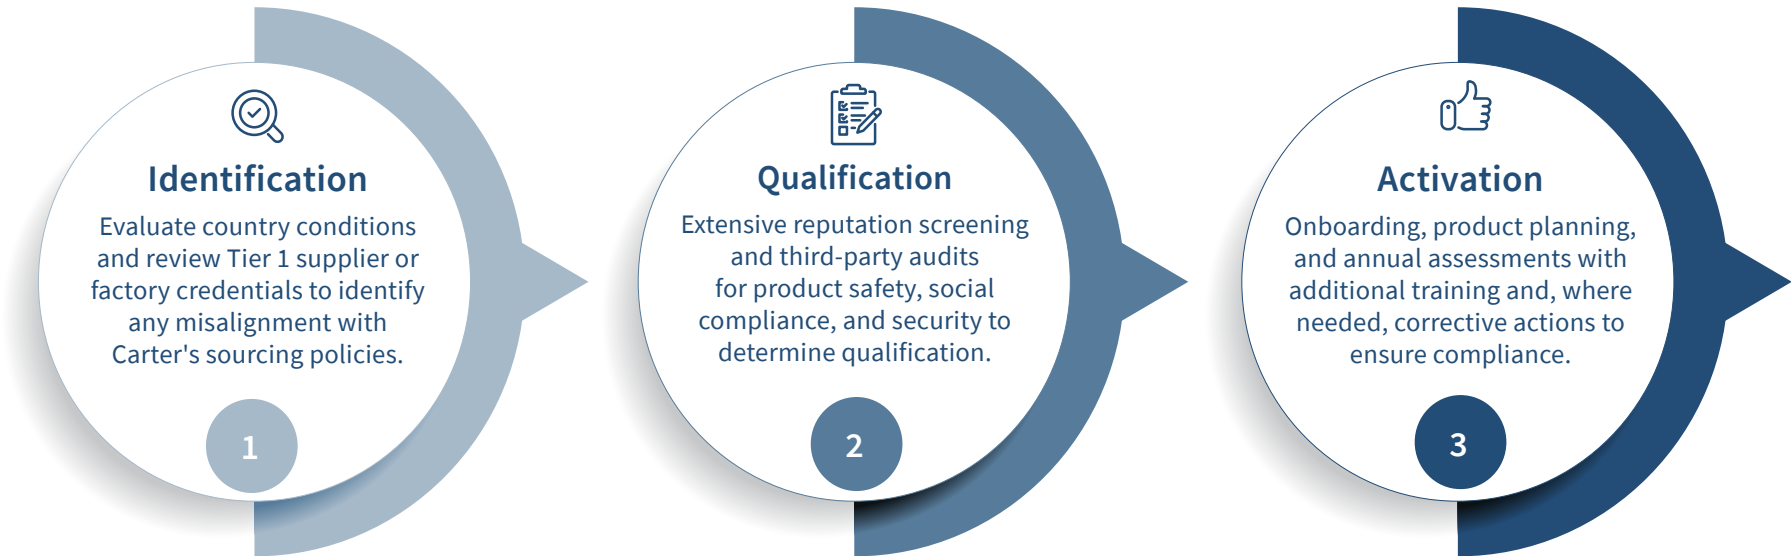 Identification
Evaluate country conditions
and review Tier 1 supplier or
factory credentials to identify
any misalignment with
Carter's sourcing policies.
1
Qualification
Extensive reputation screening
and third-party audits
for product safety, social
compliance, and security to
determine qualification.
2
Activation
Onboarding, product planning,
and annual assessments with
additional training and, where
needed, corrective actions to
ensure compliance.
3